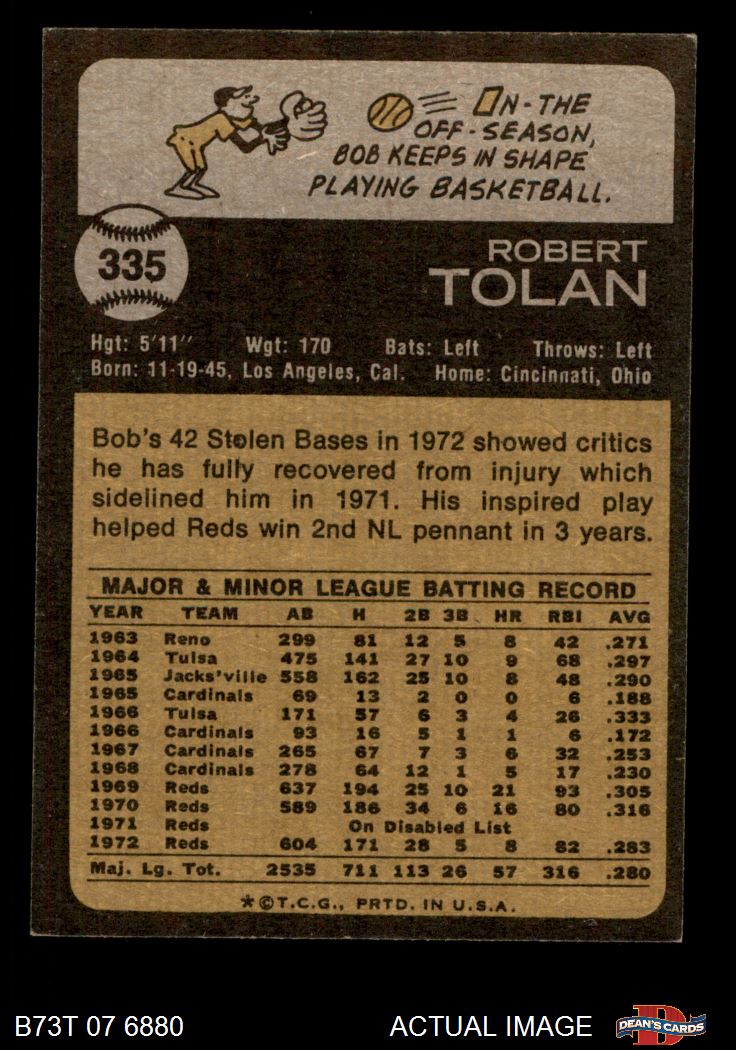 ON-THE
OFF-SEASON,
BOB KEEPS IN SHAPE
PLAYING BASKETBALL.
335
ROBERT
TOLAN
Hgt: 5'11" Wgt: 170 Bats: Left Throws: Left
Born: 11-19-45, Los Angeles, Cal. Home: Cincinnati, Ohio
Bob's 42 Stolen Bases in 1972 showed critics
he has fully recovered from injury which
sidelined him in 1971. His inspired play
helped Reds win 2nd NL pennant in 3 years.
MAJOR & MINOR LEAGUE BATTING RECORD
YEAR TEAM AB H 2B 3B HR RBI AVG
1963 Reno 299 81 12 5 8 42 .271
1964 Tulsa 475 141 27 10 9 68 .297
1965 Jacks'ville 558 162 25 10 8 48 .290
1965 Cardinals 69 13 2 0 0 6 .188
1966 Tulsa 171 57 6 3 4 26 .333
1966 Cardinals 93 16 5 1 1 6 .172
1967 Cardinals 265 67 7 3 6 32 .253
1968 Cardinals 278 64 12 1 5 17 .230
1969 Reds 637 194 25 10 21 93 .305
1970 Reds 589 186 34 6 16 80 .316
1971 Reds On Disabled List
1972 Reds 604 171 28 5 8 82 .283
Maj. Lg. Tot. 2535 711 113 26 57 316 .280
*©T.C.G., PRTD. IN U.S.A.
B73T 07 6880 ACTUAL IMAGE
D
DEAN'S CARDS